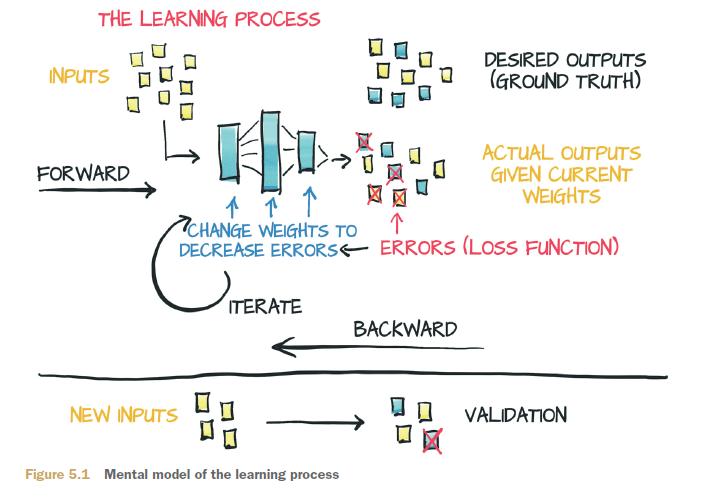 THE LEARNING PROCESS
INPUTS
DESIRED OUTPUTS
(GROUND TRUTH)
FORWARD
ACTUAL OUTPUTS
GIVEN CURRENT
WEIGHTS
CHANGE WEIGHTS TO
DECREASE ERRORS
ERRORS (LOSS FUNCTION)
ITERATE
BACKWARD
NEW INPUTS
VALIDATION
Figure 5.1 Mental model of the learning process